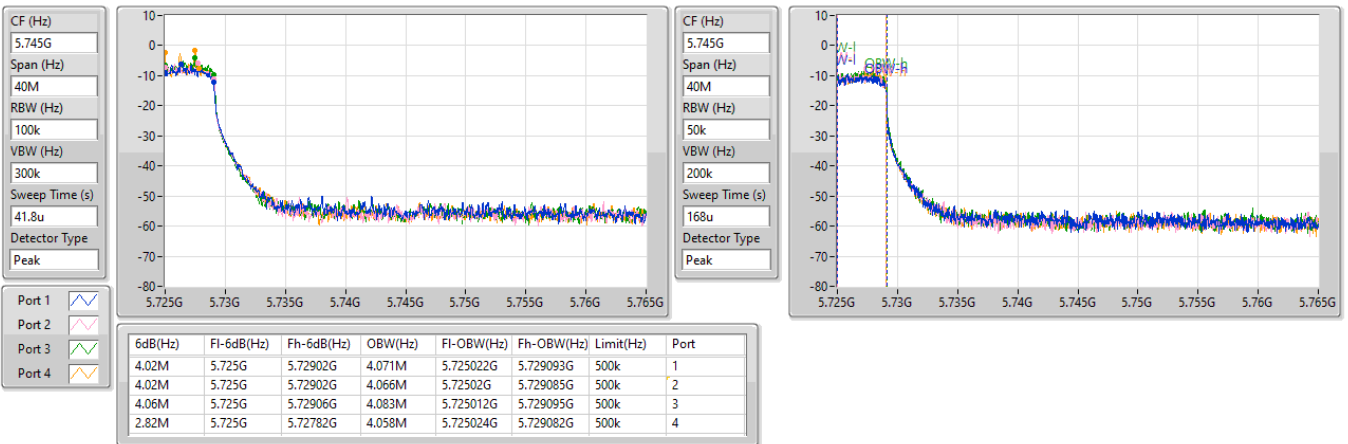 CF (Hz)
5.745G
Span (Hz)
40M
RBW (Hz)
100k
VBW (Hz)
300k
Sweep Time (s)
41.8u
Detector Type
Peak
10-
0-
-10-
-20-
-30-
-40-
-50-
-60-
-70-
-80-
5.725G 5.73G 5.735G 5.74G 5.745G 5.75G 5.755G 5.76G 5.765G
CF (Hz)
5.745G
Span (Hz)
40M
RBW (Hz)
50k
VBW (Hz)
200k
Sweep Time (s)
168u
Detector Type
Peak
10-
0-
-10-
-20-
-30-
-40-
-50-
-60-
-70-
-80-
W-l
W-l
OBW-h
OBW-h
5.725G 5.73G 5.735G 5.74G 5.745G 5.75G 5.755G 5.76G 5.765G
Port 1
Port 2
Port 3
Port 4
6dB(Hz) Fl-6dB(Hz) Fh-6dB(Hz) OBW(Hz) Fl-OBW(Hz) Fh-OBW(Hz) Limit(Hz) Port
4.02M 5.725G 5.72902G 4.071M 5.725022G 5.729093G 500k 1
4.02M 5.725G 5.72902G 4.066M 5.72502G 5.729085G 500k 2
4.06M 5.725G 5.72906G 4.083M 5.725012G 5.729095G 500k 3
2.82M 5.725G 5.72782G 4.058M 5.725024G 5.729082G 500k 4